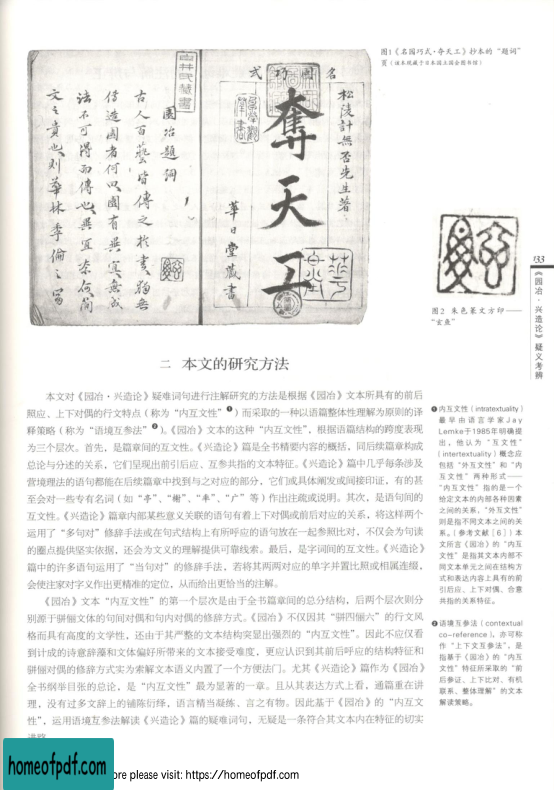 图1《名园巧式·夺天工》抄本的“题词”
页（该本现藏于日本国立国会图书馆）
名园巧式
松陵計無否先生著
奪天工
華日堂藏書
園冶題詞
古人百藝皆傳之於書獨無
傳造園者何曰園有異宜無成
法不可得而傳也異宜奈何簡
文之貴也則華林季倫之富
图2 朱色篆文方印——
“玄鱼”
133
《园冶·兴造论》疑义考辨
二 本文的研究方法
本文对《园冶·兴造论》疑难词句进行注解研究的方法是根据《园冶》文本所具有的前后
照应、上下对偶的行文特点（称为“内互文性”❶）而采取的一种以语篇整体性理解为原则的译
释策略（称为“语境互参法”❷）。《园冶》文本的这种“内互文性”，根据语篇结构的跨度表现
为三个层次。首先，是篇章间的互文性。《兴造论》篇是全书精要内容的概括，同后续篇章构成
总论与分述的关系，它们呈现出前引后应、互参共指的文本特征。《兴造论》篇中几乎每条涉及
营境理法的语句都能在后续篇章中找到与之对应的部分，它们或具体阐发或间接印证，有的甚
至会对一些专有名词（如“亭”、“榭”、“丰”、“广”等）作出注疏或说明。其次，是语句间的
互文性。《兴造论》篇章内部某些意义关联的语句有着上下对偶或前后对应的关系，将这样两个
运用了“多句对”修辞手法或在句式结构上有所呼应的语句放在一起参照比对，不仅会为句读
的圈点提供坚实依据，还会为文义的理解提供可靠线索。最后，是字词间的互文性。《兴造论》
篇中的许多语句运用了“当句对”的修辞手法，若将其两两对应的单字并置比照或相属连缀，
会使注家对字义作出更精准的定位，从而给出更恰当的注解。
《园冶》文本“内互文性”的第一个层次是由于全书篇章间的总分结构，后两个层次则分
别源于骈俪文体的句间对偶和句内对偶的修辞方式。《园冶》不仅因其“骈四俪六”的行文风
格而具有高度的文学性，还由于其严整的文本结构突显出强烈的“内互文性”。因此不应仅看
到计成的诗意辞藻和文体偏好所带来的文本接受难度，更应认识到其前后呼应的结构特征和
骈俪对偶的修辞方式实为索解文本语义内置了一个方便法门。尤其《兴造论》篇作为《园冶》
全书纲举目张的总论，是“内互文性”最为显著的一章。且从其表达方式上看，通篇重在讲
理，没有过多文辞上的铺陈衍绎，语言精当凝练、言之有物。因此基于《园冶》的“内互文
性”，运用语境互参法解读《兴造论》篇的疑难词句，无疑是一条符合其文本内在特征的切实
❶ 内互文性（intratextuality）
最早由语言学家Jay
Lemke于1985年明确提
出，他认为“互文性”
（intertextuality）概念应
包括“外互文性”和“内
互文性”两种形式——
“内互文性”指的是一个
给定文本的内部各种因素
之间的关系，“外互文性”
则是指不同文本之间的关
系。（参考文献［6］）本
文所言《园冶》的“内互
文性”是指其文本内部不
同文本单元之间在结构方
式和表达内容上具有的前
引后应、上下对偶、合意
共指的关系特征。
❷ 语境互参法（contextual
co-reference），亦可称
作“上下文互参法”，是
指基于《园冶》的“内互
文性”特征所采取的“前
后参证、上下比对、有机
联系、整体理解”的文本
解读策略。
homeofpdf.com
ore please visit: https://homeofpdf.com